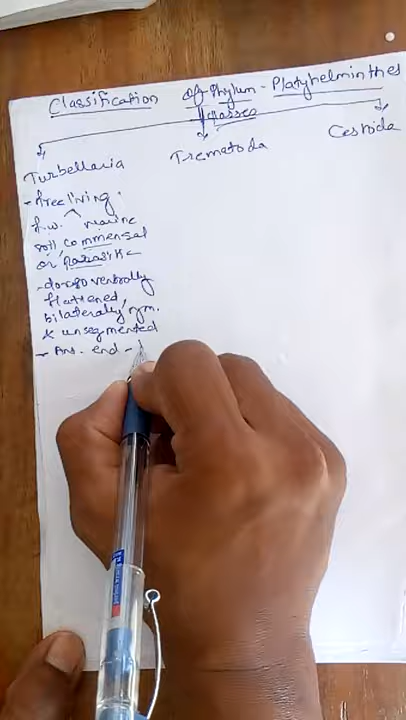 Classification of Phylum - Platyhelminthes
Classes
Turbellaria
Trematoda
Cestoida
- free living.
f.w. marine
soil commensal
or parasitic
- dorsoventrally
flattened,
bilaterally sym.
& unsegmented
- Ant. end -